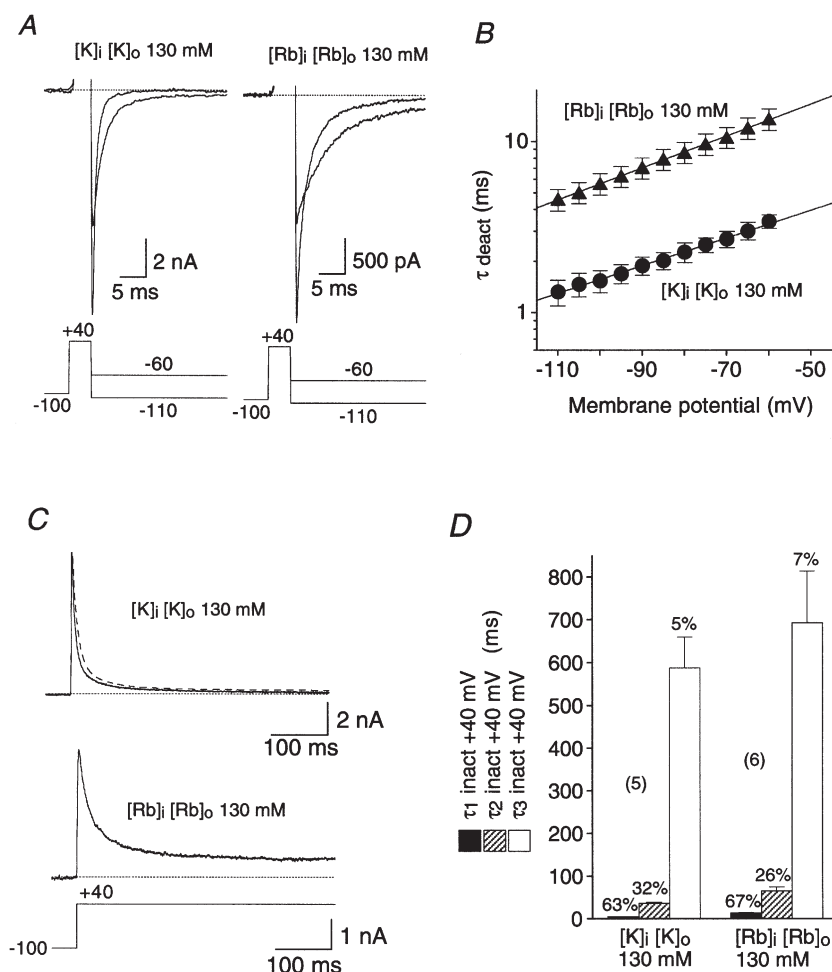 A
[K]i [K]o 130 mM
[Rb]i [Rb]o 130 mM
2 nA
5 ms
500 pA
5 ms
+40
-60
-100
-110
+40
-60
-100
-110
B
[Rb]i [Rb]o 130 mM
10
τ deact (ms)
[K]i [K]o 130 mM
1
-110
-90
-70
-50
Membrane potential (mV)
C
[K]i [K]o 130 mM
2 nA
100 ms
[Rb]i [Rb]o 130 mM
+40
-100
1 nA
100 ms
D
τ1 inact +40 mV
τ2 inact +40 mV (ms)
τ3 inact +40 mV
800
700
600
500
400
300
200
100
0
63%
32%
5%
(5)
67%
26%
7%
(6)
[K]i [K]o
130 mM
[Rb]i [Rb]o
130 mM